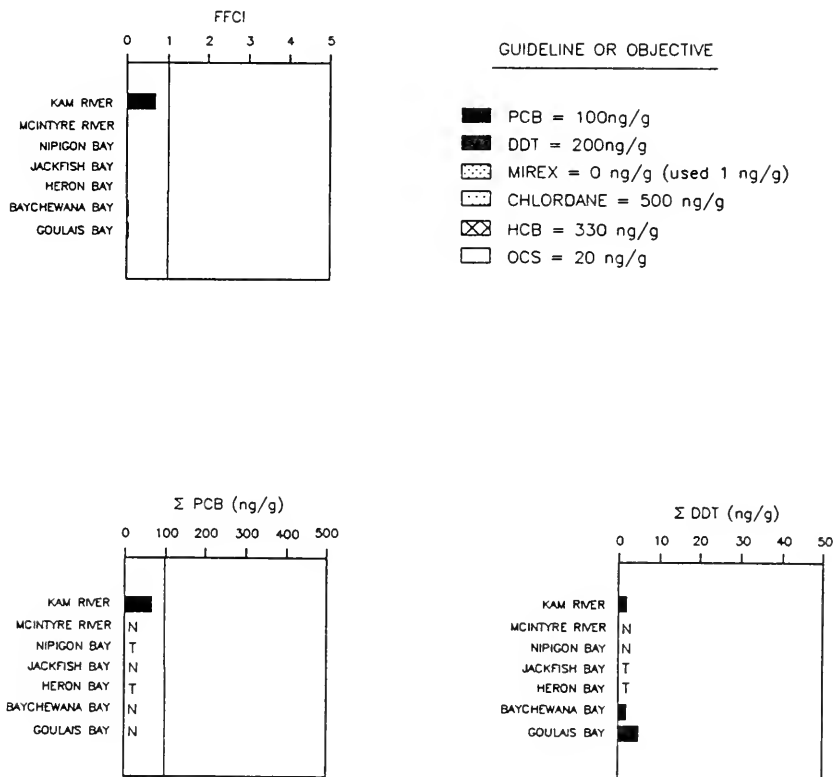 FFCI
0 1 2 3 4 5
KAM RIVER
MCINTYRE RIVER
NIPIGON BAY
JACKFISH BAY
HERON BAY
BAYCHEWANA BAY
GOULAIS BAY
GUIDELINE OR OBJECTIVE
PCB = 100ng/g
DDT = 200ng/g
MIREX = 0 ng/g (used 1 ng/g)
CHLORDANE = 500 ng/g
HCB = 330 ng/g
OCS = 20 ng/g
Σ PCB (ng/g)
0 100 200 300 400 500
KAM RIVER
MCINTYRE RIVER N
NIPIGON BAY T
JACKFISH BAY N
HERON BAY T
BAYCHEWANA BAY N
GOULAIS BAY N
Σ DDT (ng/g)
0 10 20 30 40 50
KAM RIVER
MCINTYRE RIVER N
NIPIGON BAY N
JACKFISH BAY T
HERON BAY T
BAYCHEWANA BAY
GOULAIS BAY